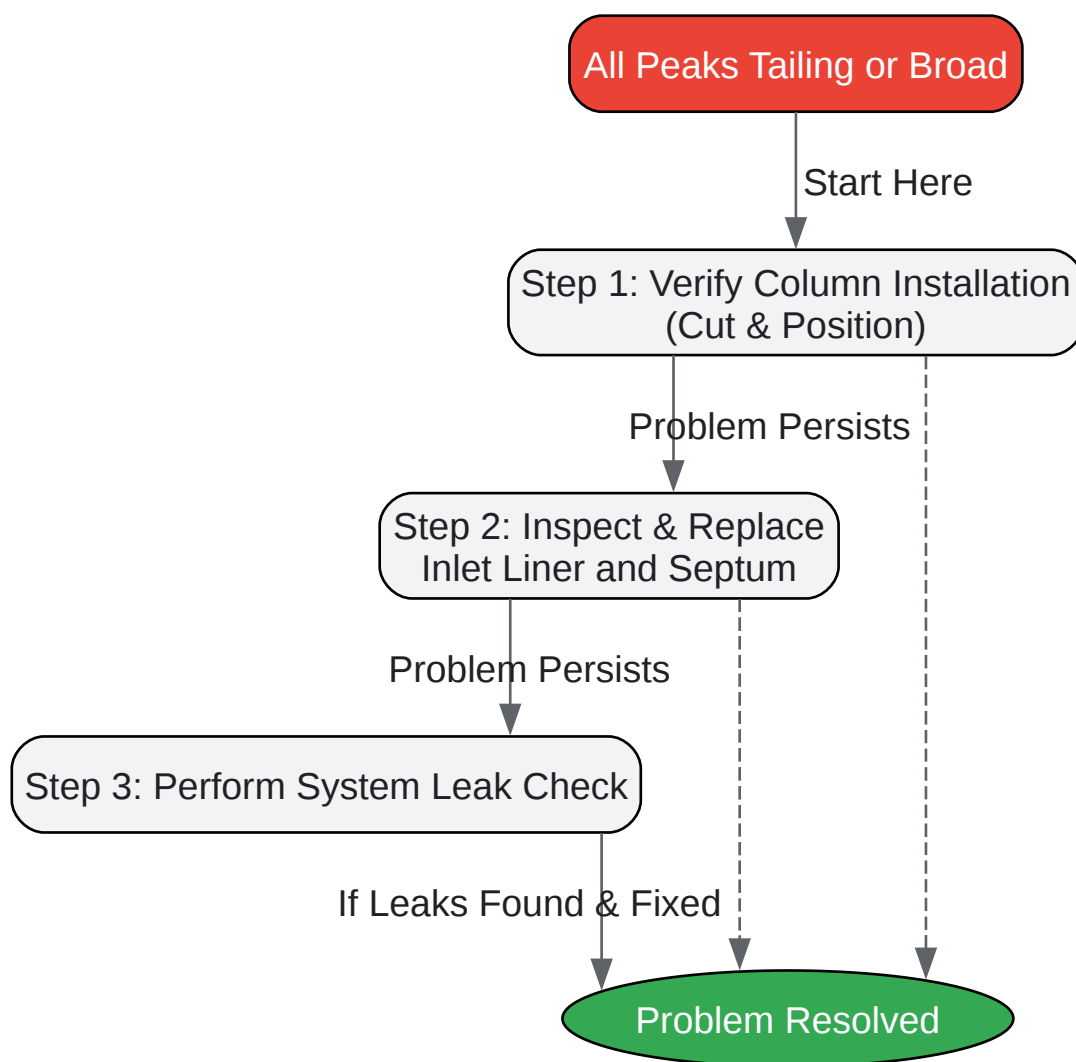 All Peaks Tailing or Broad
Start Here
Step 1: Verify Column Installation
(Cut & Position)
Problem Persists
Step 2: Inspect & Replace
Inlet Liner and Septum
Problem Persists
Step 3: Perform System Leak Check
If Leaks Found & Fixed
Problem Resolved